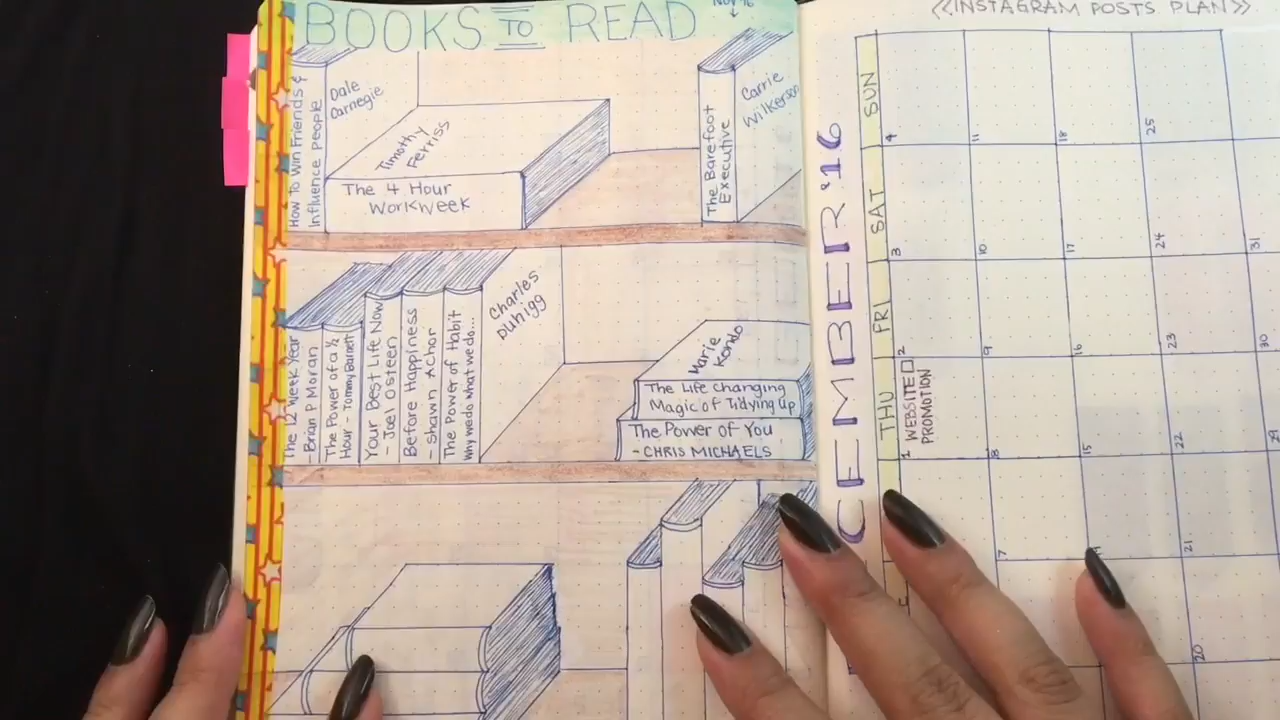 BOOKS TO READ
NOV '16
How To Win Friends &
Influence people
Dale
Carnegie
Timothy
Ferriss
The 4 Hour
WorkWeek
The Barefoot
Executive
Carrie
Wilkerson
The 12 Week Year
Brian P Moran
The Power of a ½
Hour - Tommy Barnett
Your Best Life Now
- Joel Osteen
Before Happiness
- Shawn Achor
The Power of Habit
Why we do what we do...
Charles
Duhigg
Marie
Kondo
The Life Changing
Magic of Tidying Up
The Power of You
- CHRIS MICHAELS
<<INSTAGRAM POSTS PLAN>>
CEMBER '16
SUN
4
11
18
25
SAT
3
10
17
24
31
FRI
2
9
16
23
30
THU
1
WEBSITE
PROMOTION
8
15
22
29
7
21
20